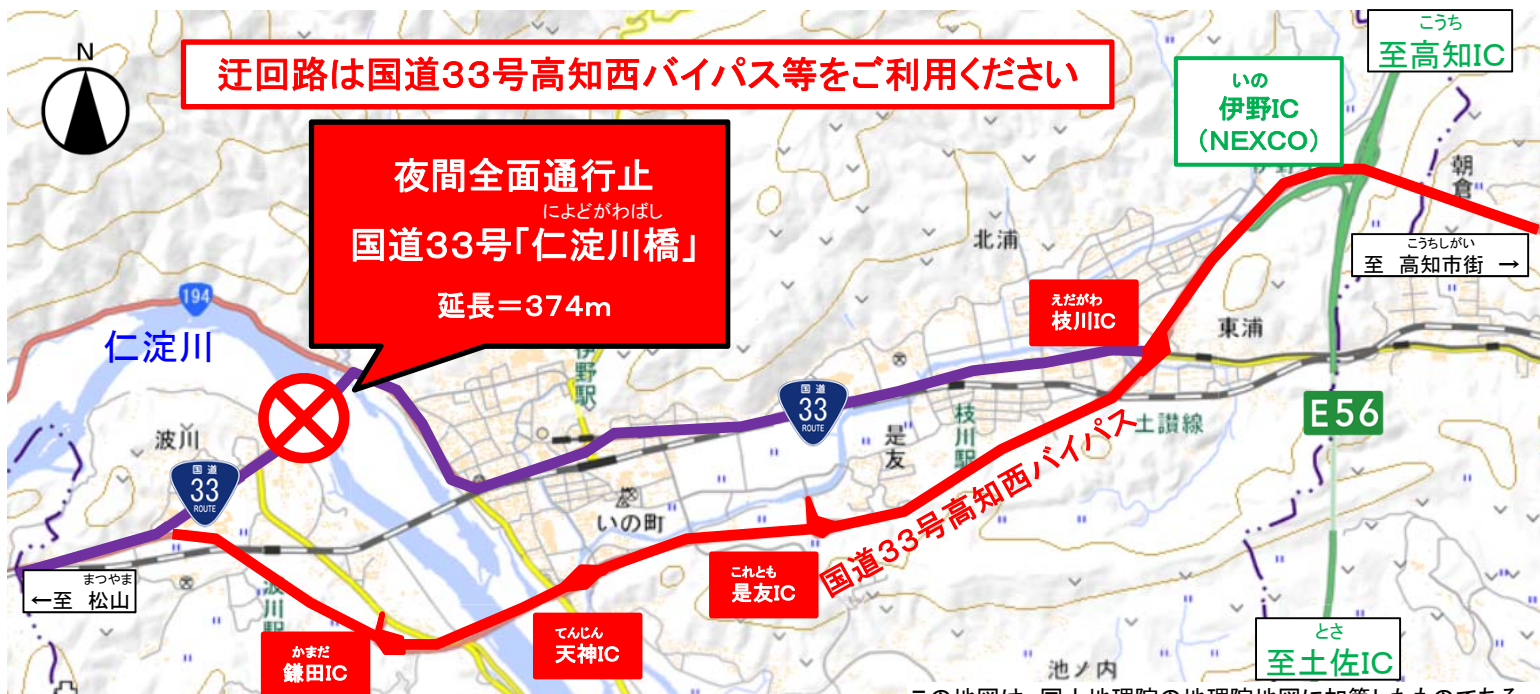 N
迂回路は国道33号高知西バイパス等をご利用ください
こうち
至高知IC
いの
伊野IC
(NEXCO)
夜間全面通行止
によどがわばし
国道33号「仁淀川橋」
延長=374m
朝倉
北浦
こうちしがい
至 高知市街 →
194
仁淀川
えだがわ
枝川IC
東浦
伊野駅
国道
33
ROUTE
枝川駅
土讃線
E56
波川
是友
国道
33
ROUTE
いの町
国道33号高知西バイパス
これとも
是友IC
まつやま
←至 松山
波川駅
てんじん
天神IC
かまだ
鎌田IC
とさ
至土佐IC
池ノ内